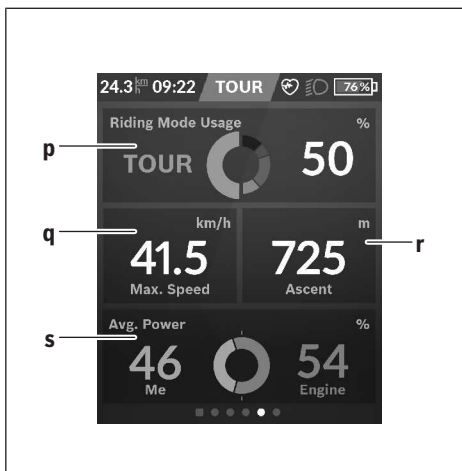 24.3 km/h 09:22 TOUR 76%
Riding Mode Usage %
p
TOUR 50
q
km/h m
41.5 725
r
Max. Speed Ascent
Avg. Power %
s
46 54
Me Engine